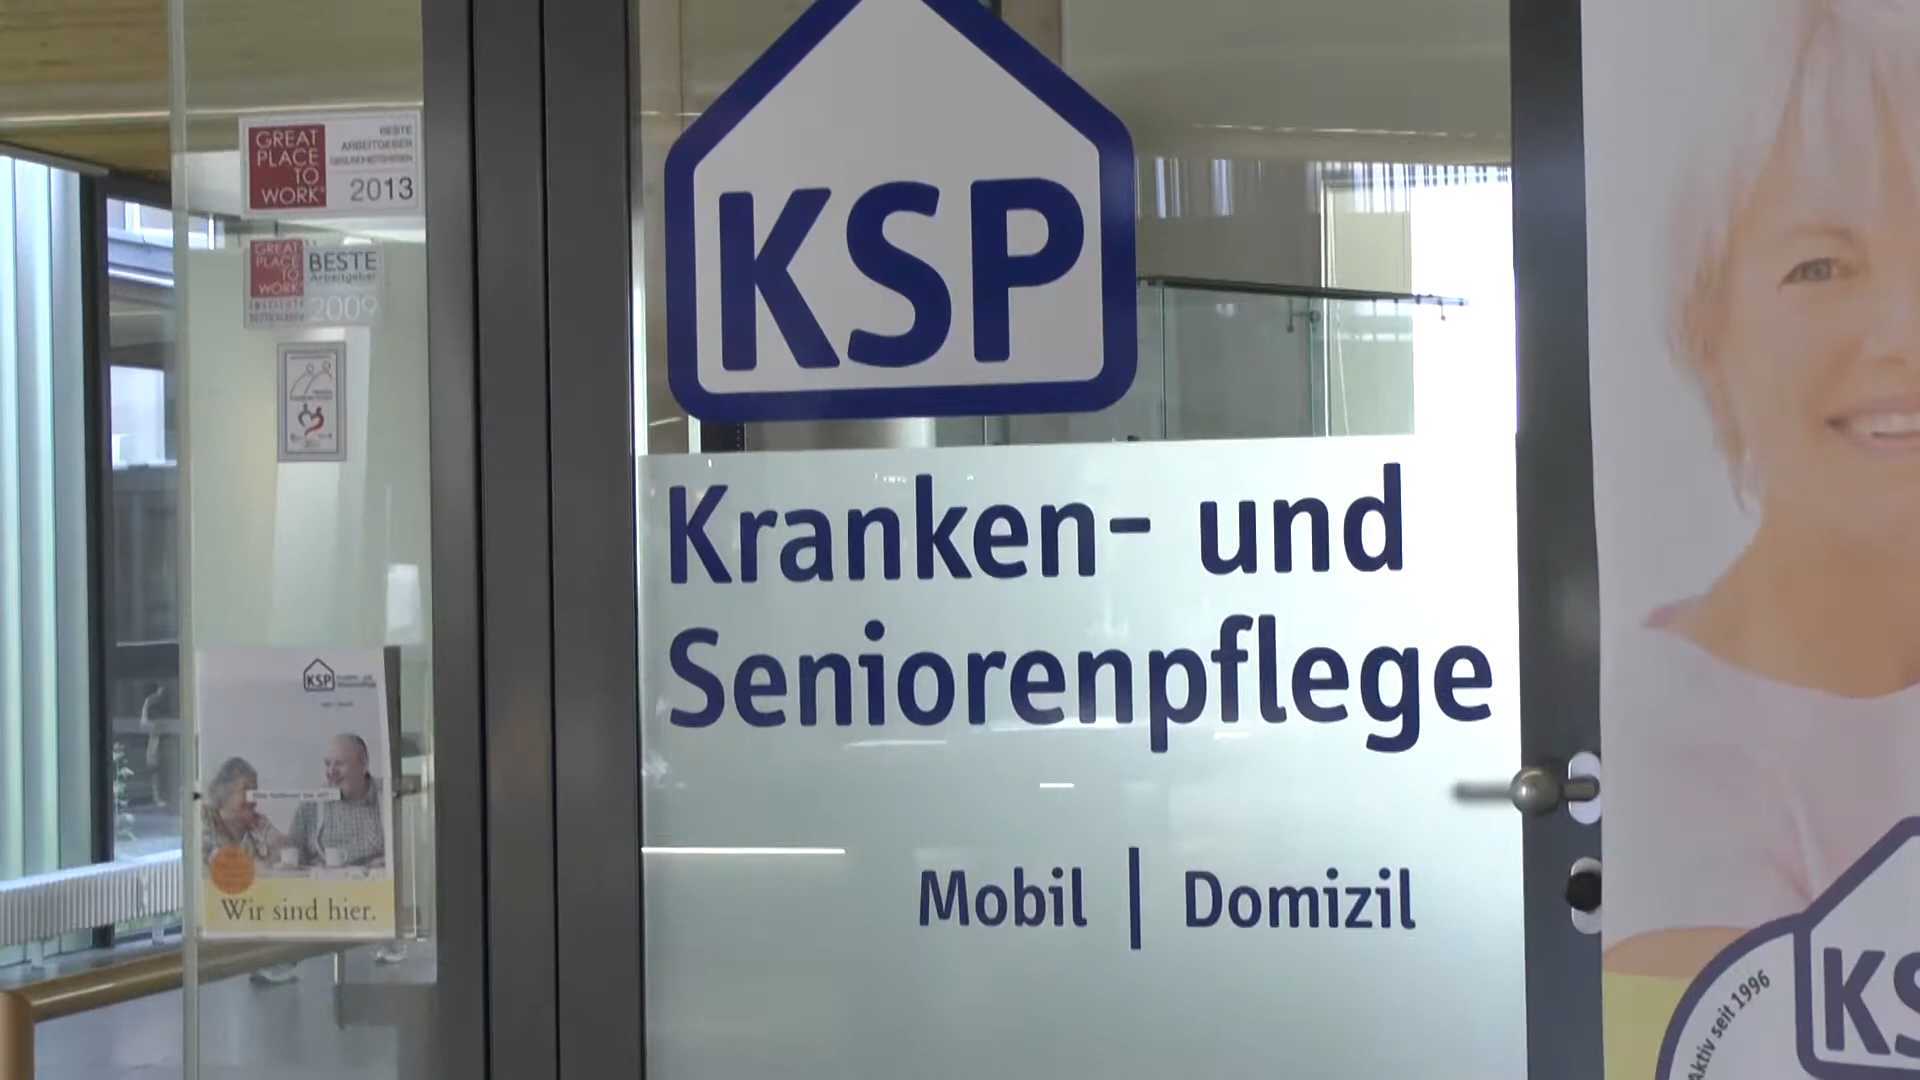 GREAT
PLACE
TO
WORK®
BESTE
ARBEITGEBER
GESUNDHEITSWESEN
2013
GREAT
PLACE
TO
WORK
BESTE
Arbeitgeber
2009
KSP
Wir sind hier.
KSP
Kranken- und
Seniorenpflege
Mobil | Domizil
Aktiv seit 1996
KS